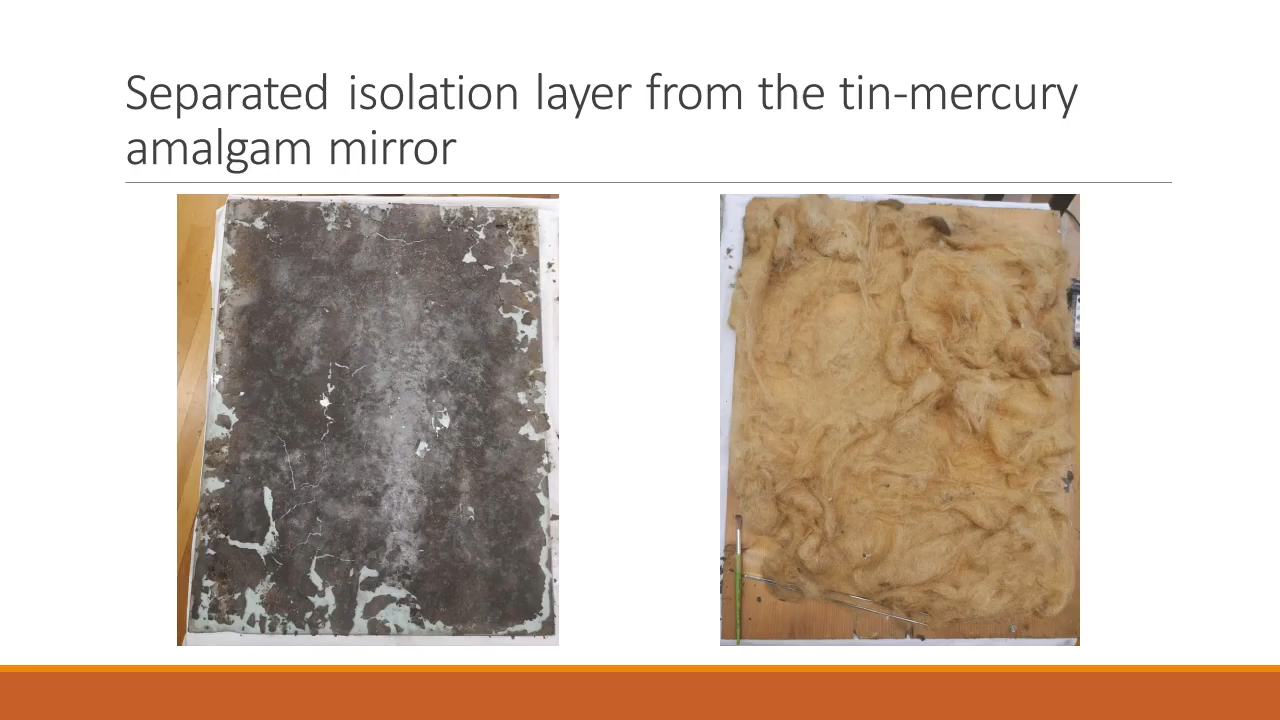 Separated isolation layer from the tin-mercury
amalgam mirror